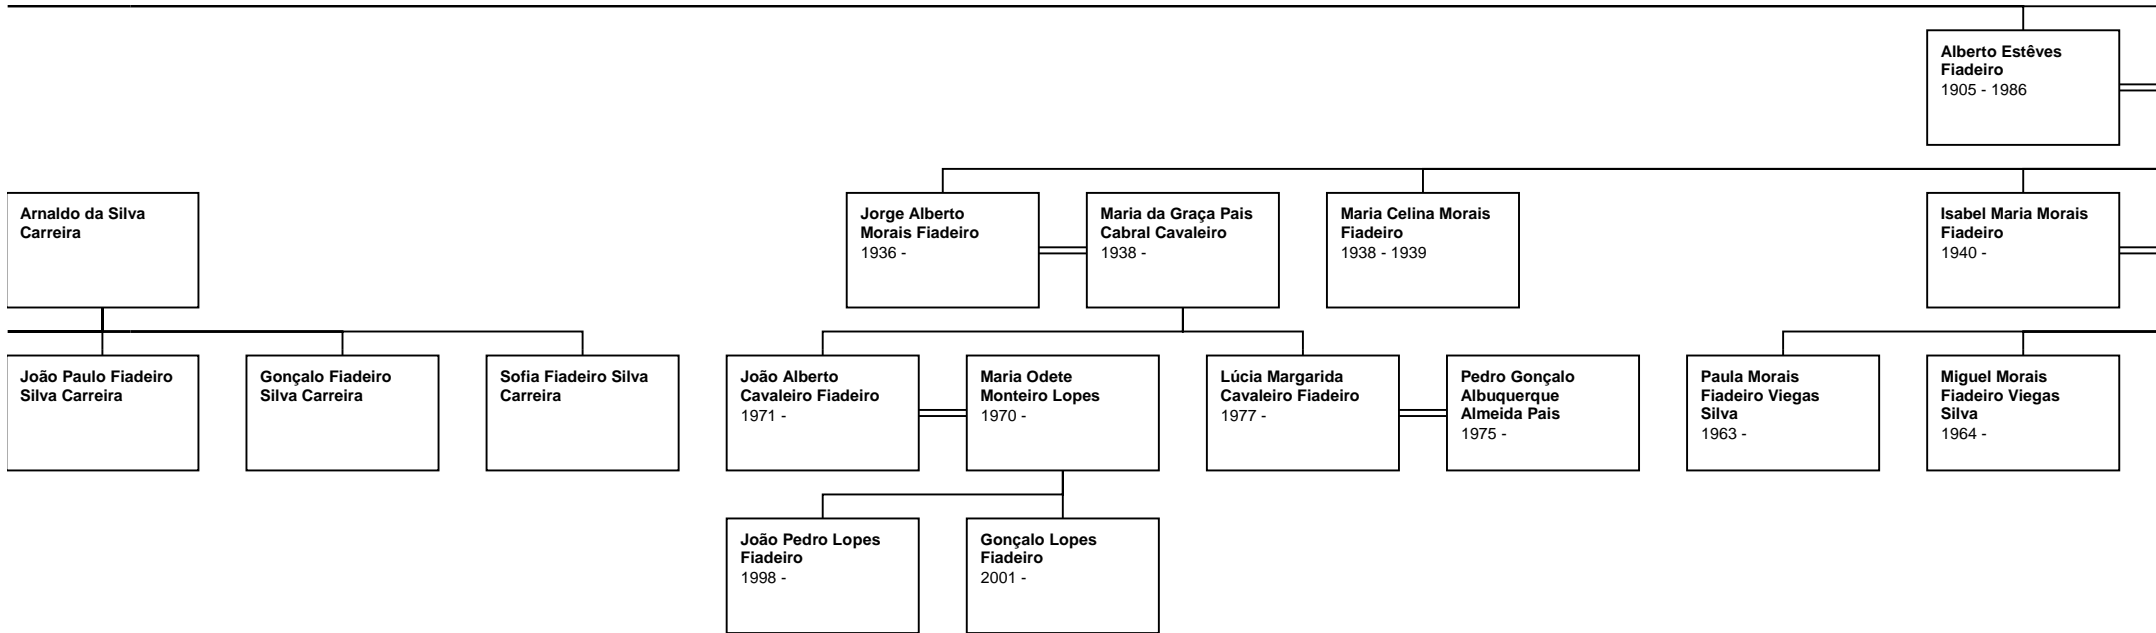 Alberto Estêves
Fiadeiro
1905 - 1986
Arnaldo da Silva
Carreira
Jorge Alberto
Morais Fiadeiro
1936 -
Maria da Graça Pais
Cabral Cavaleiro
1938 -
Maria Celina Morais
Fiadeiro
1938 - 1939
Isabel Maria Morais
Fiadeiro
1940 -
João Paulo Fiadeiro
Silva Carreira
Gonçalo Fiadeiro
Silva Carreira
Sofia Fiadeiro Silva
Carreira
João Alberto
Cavaleiro Fiadeiro
1971 -
Maria Odete
Monteiro Lopes
1970 -
Lúcia Margarida
Cavaleiro Fiadeiro
1977 -
Pedro Gonçalo
Albuquerque
Almeida Pais
1975 -
Paula Morais
Fiadeiro Viegas
Silva
1963 -
Miguel Morais
Fiadeiro Viegas
Silva
1964 -
João Pedro Lopes
Fiadeiro
1998 -
Gonçalo Lopes
Fiadeiro
2001 -